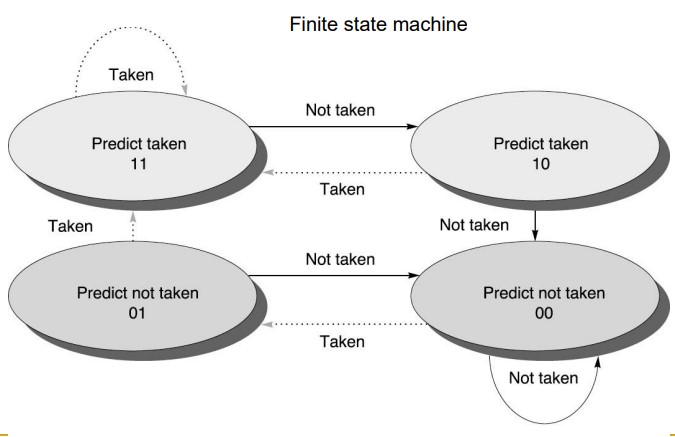 Finite state machine
Taken
Not taken
Predict taken
11
Predict taken
10
Taken
Taken
Not taken
Not taken
Predict not taken
01
Predict not taken
00
Taken
Not taken